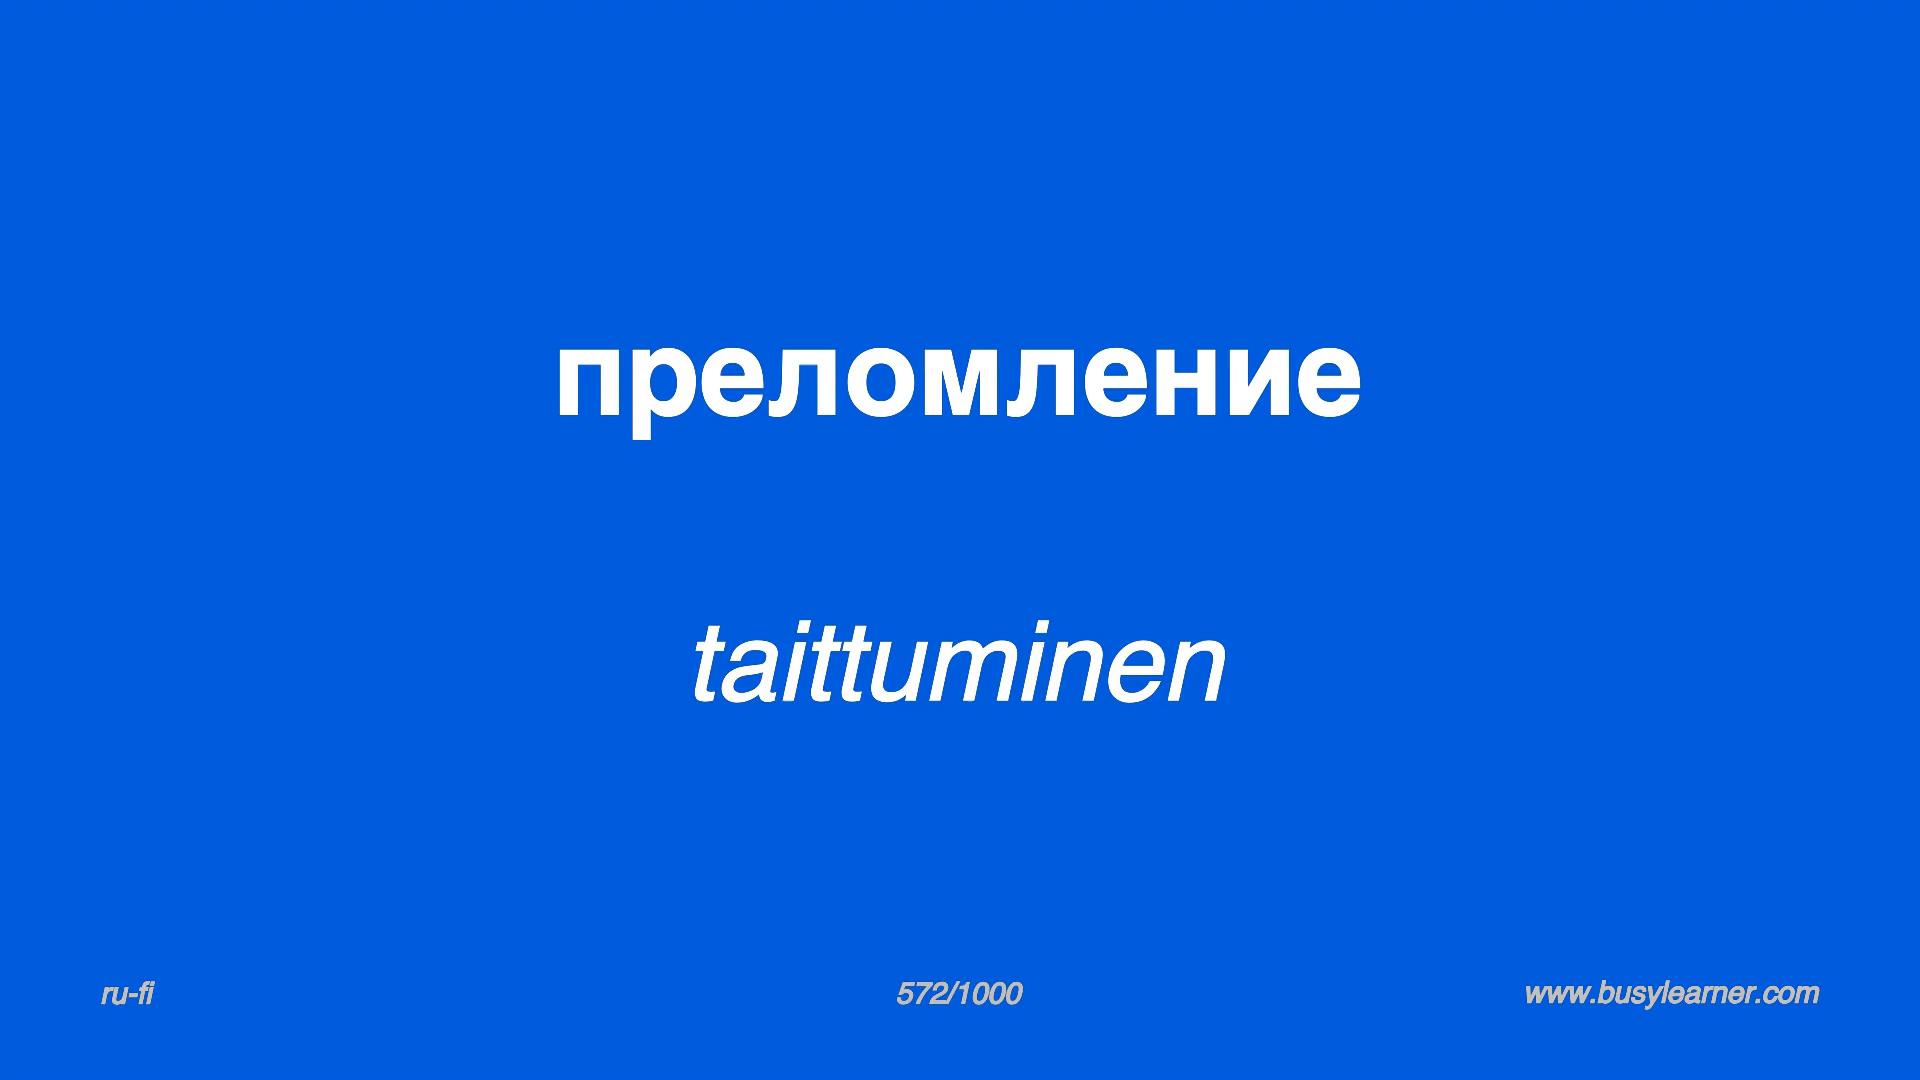 преломление
taittuminen
ru-fi
572/1000
www.busylearner.com